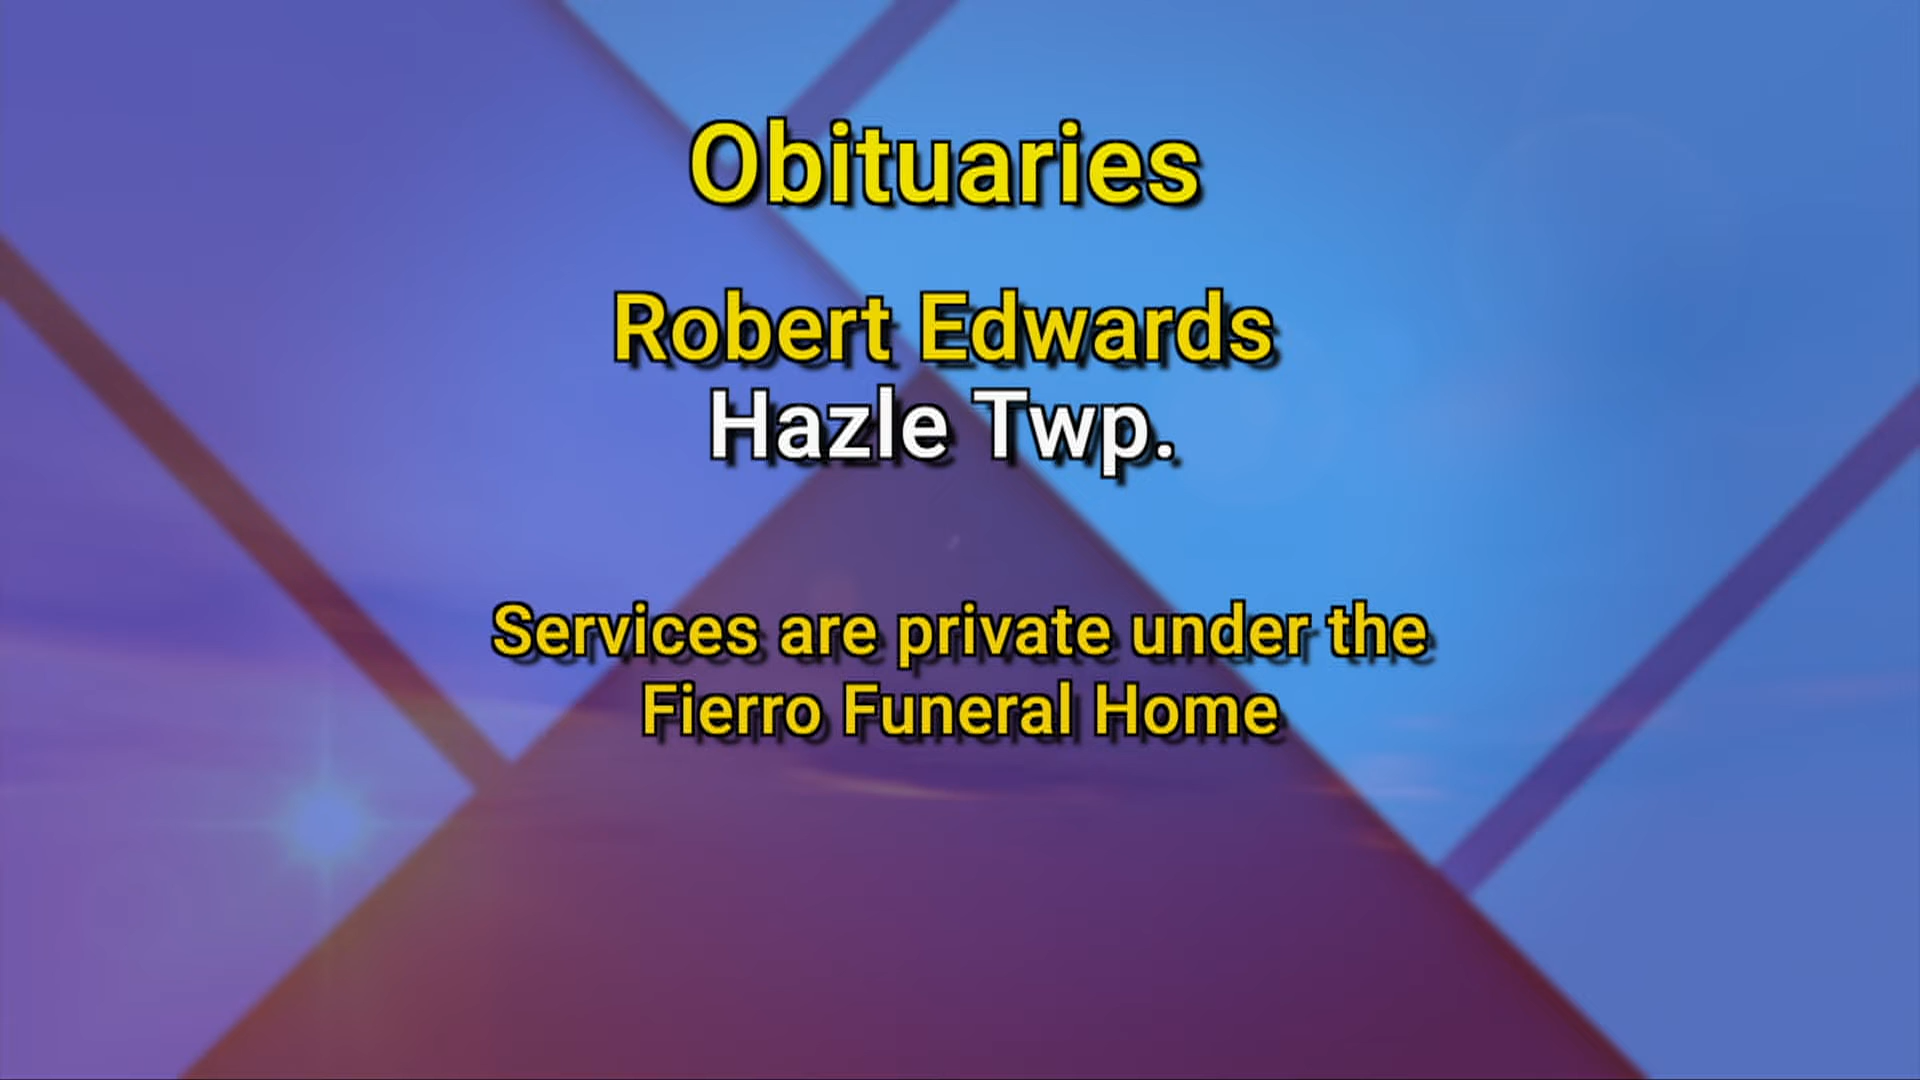 Obituaries
Robert Edwards
Hazle Twp.
Services are private under the
Fierro Funeral Home